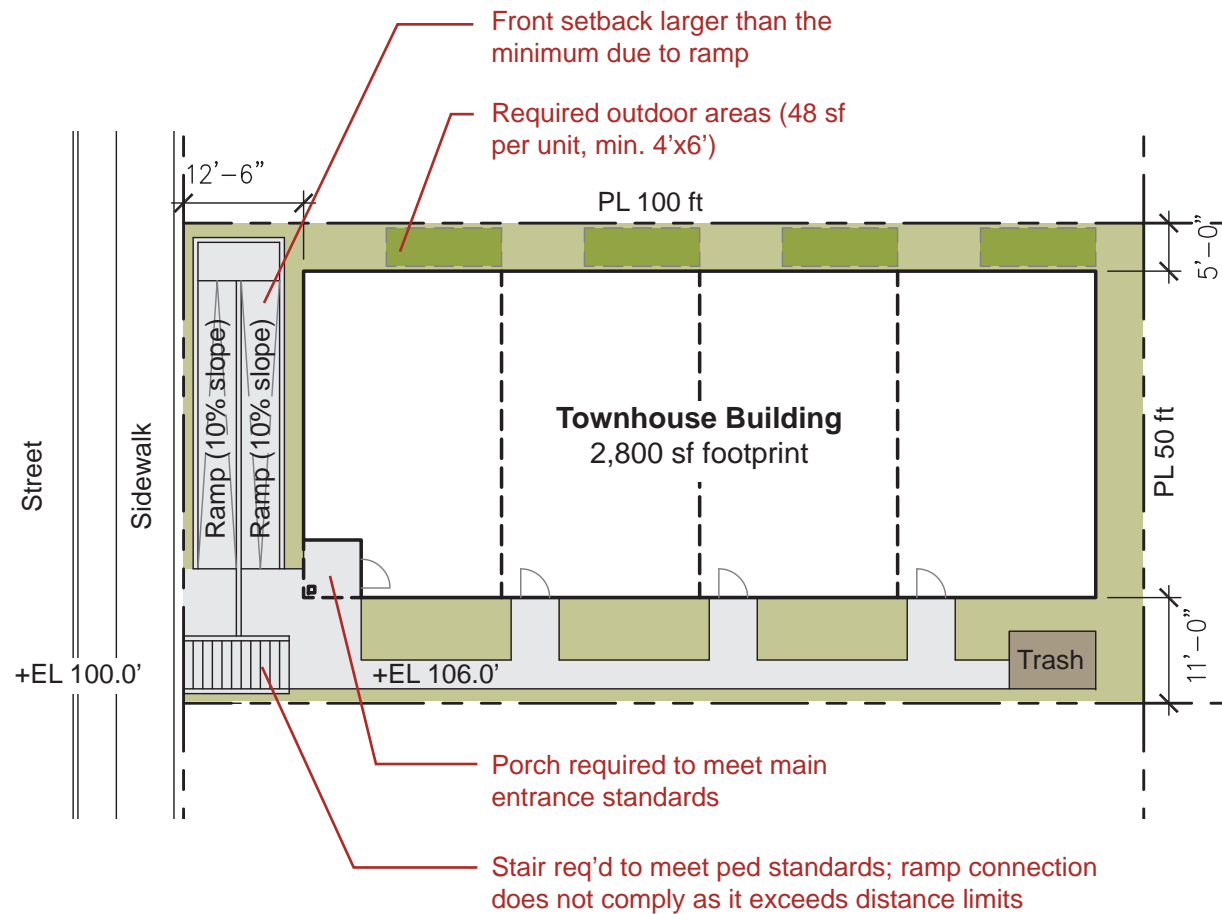 Front setback larger than the
minimum due to ramp
Required outdoor areas (48 sf
per unit, min. 4’x6’)
12’-6”
PL 100 ft
5’-0”
Ramp (10% slope)
Ramp (10% slope)
Townhouse Building
2,800 sf footprint
PL 50 ft
Street
Sidewalk
+EL 100.0’
+EL 106.0’
Trash
11’-0”
Porch required to meet main
entrance standards
Stair req’d to meet ped standards; ramp connection
does not comply as it exceeds distance limits